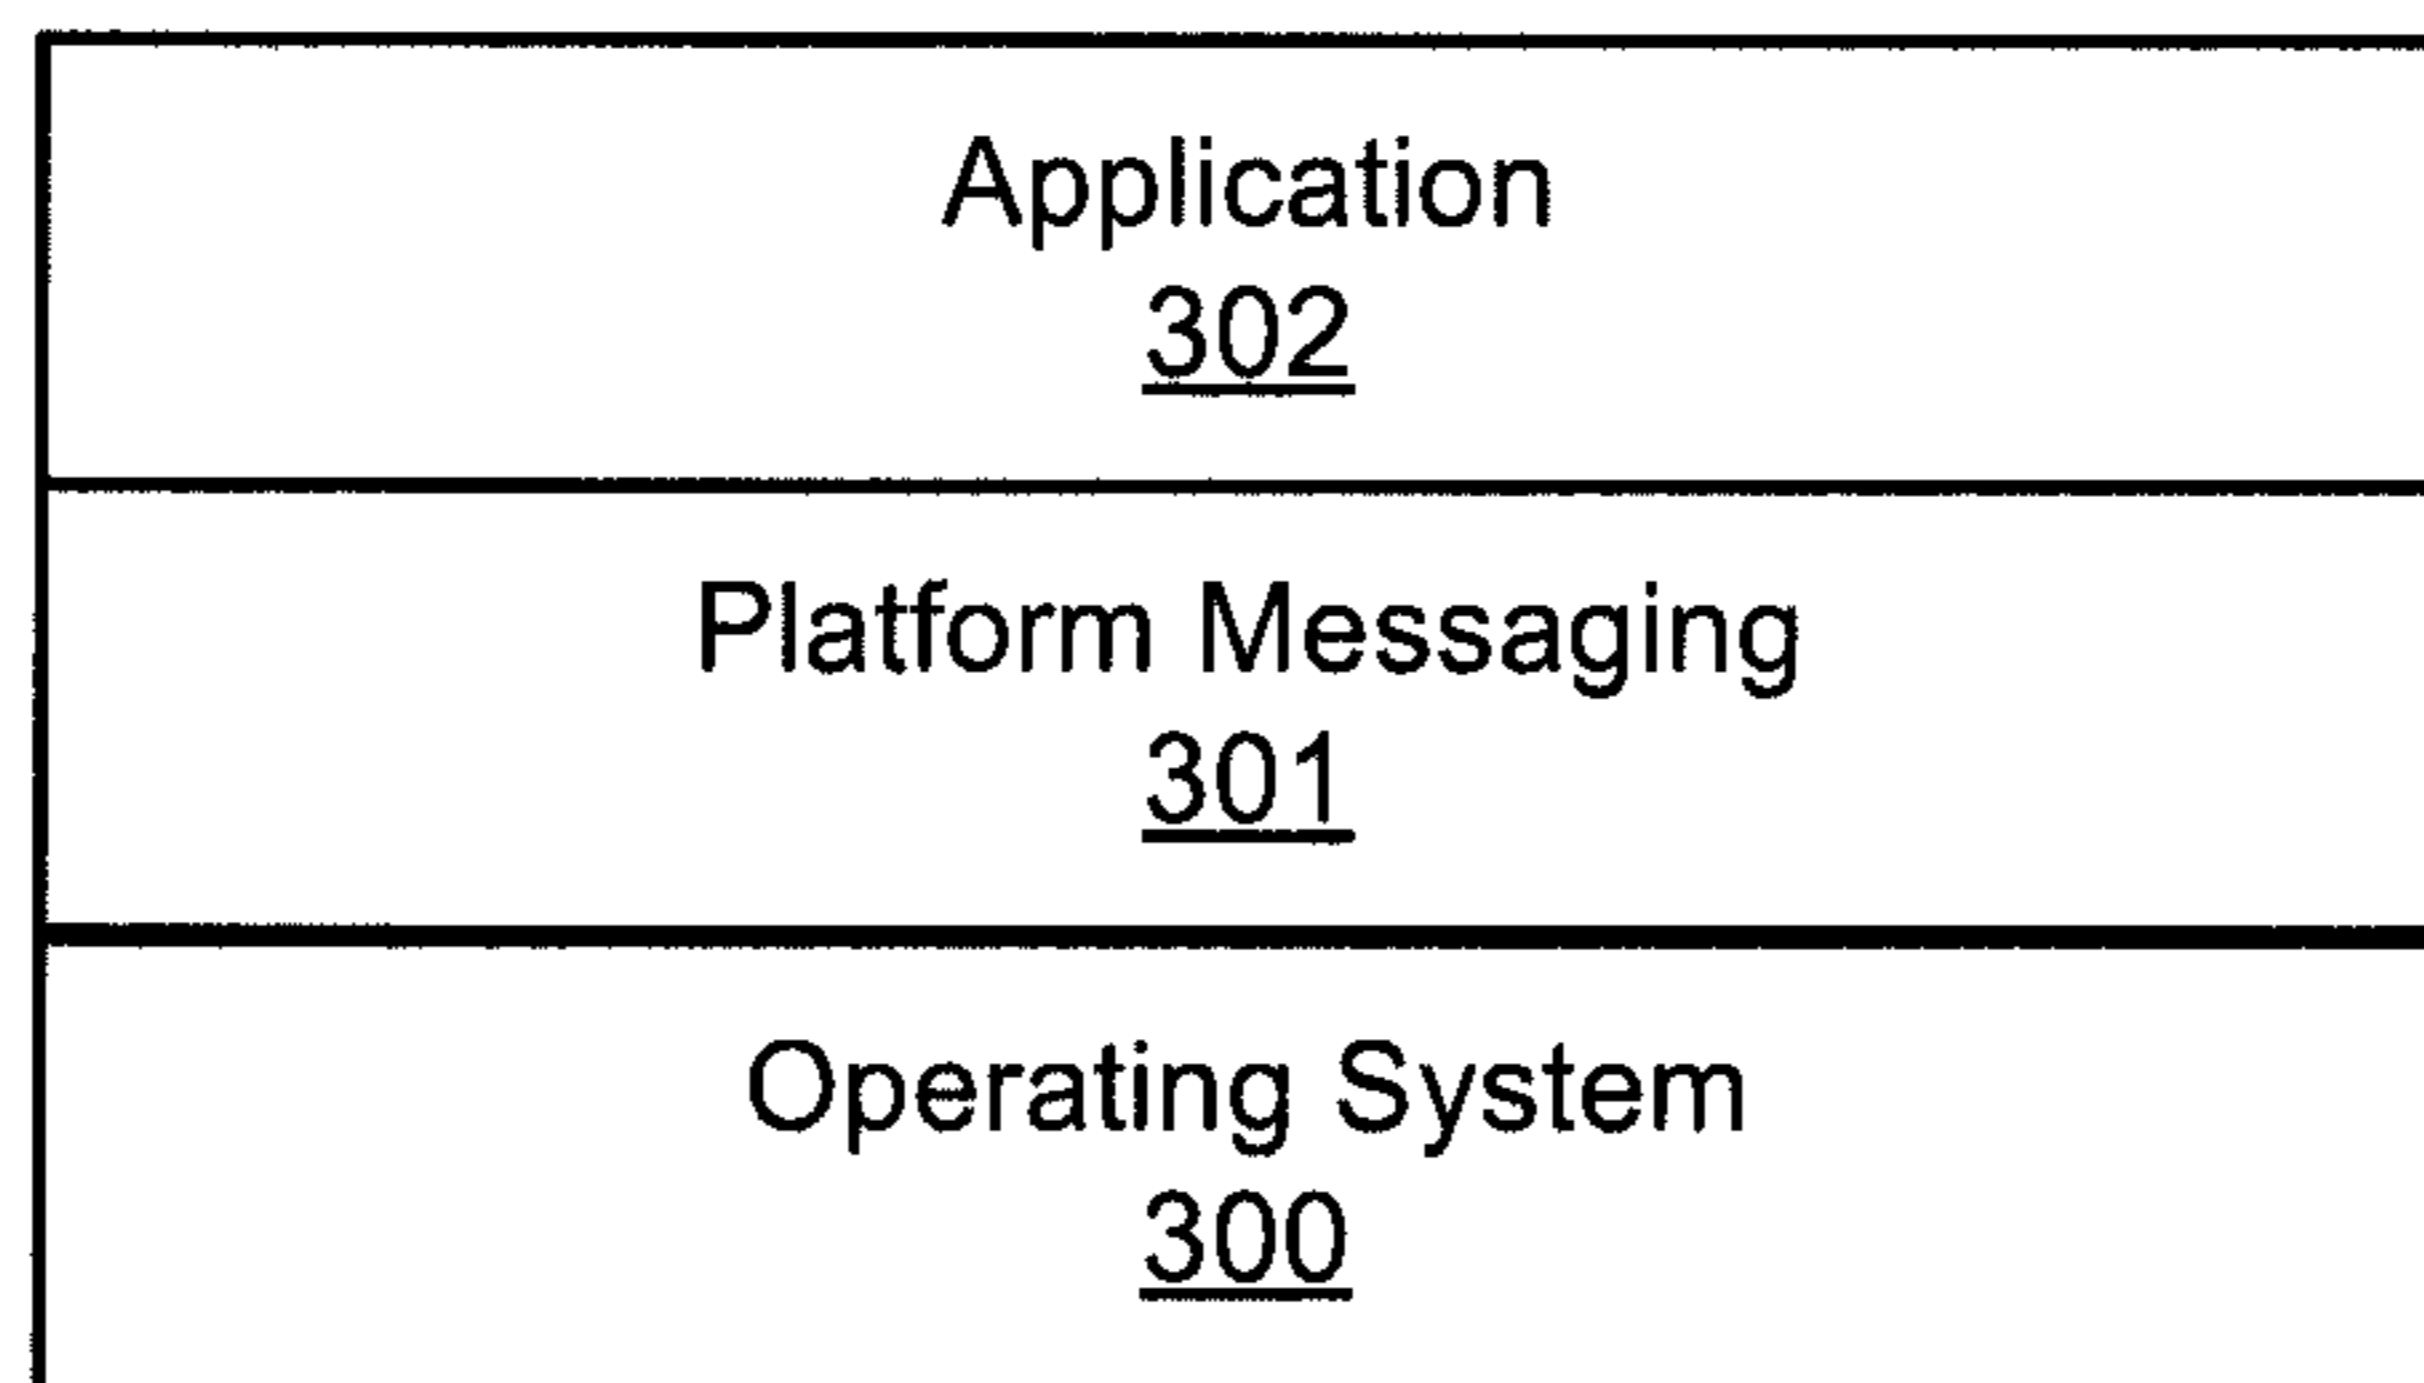 Application
302
Platform Messaging
301
Operating System
300